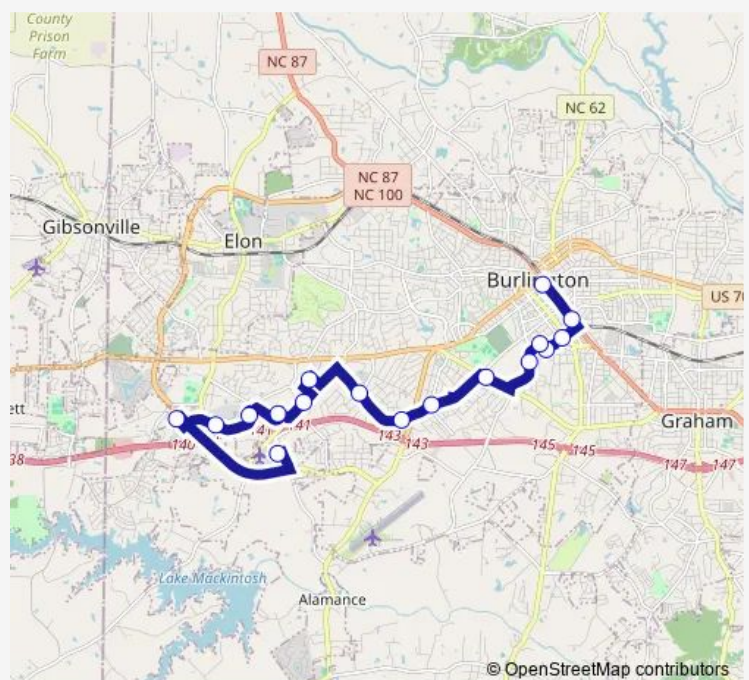 County
Prison
Farm
NC 87
NC 62
NC 87
NC 100
Gibsonville
Elon
Burlington
US 70
ett
Graham
38
140
141
141
143
143
145
145
147
147
Lake Mackintosh
Alamance
© OpenStreetMap contributors